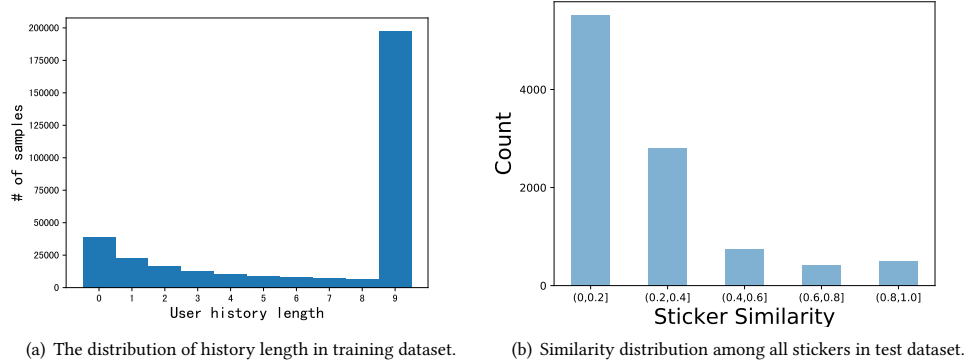 200000
175000
150000
125000
100000
75000
50000
25000
0
# of samples
0 1 2 3 4 5 6 7 8 9
User history length
(a) The distribution of history length in training dataset.
4000
2000
0
Count
(0,0.2] (0.2,0.4] (0.4,0.6] (0.6,0.8] (0.8,1.0]
Sticker Similarity
(b) Similarity distribution among all stickers in test dataset.